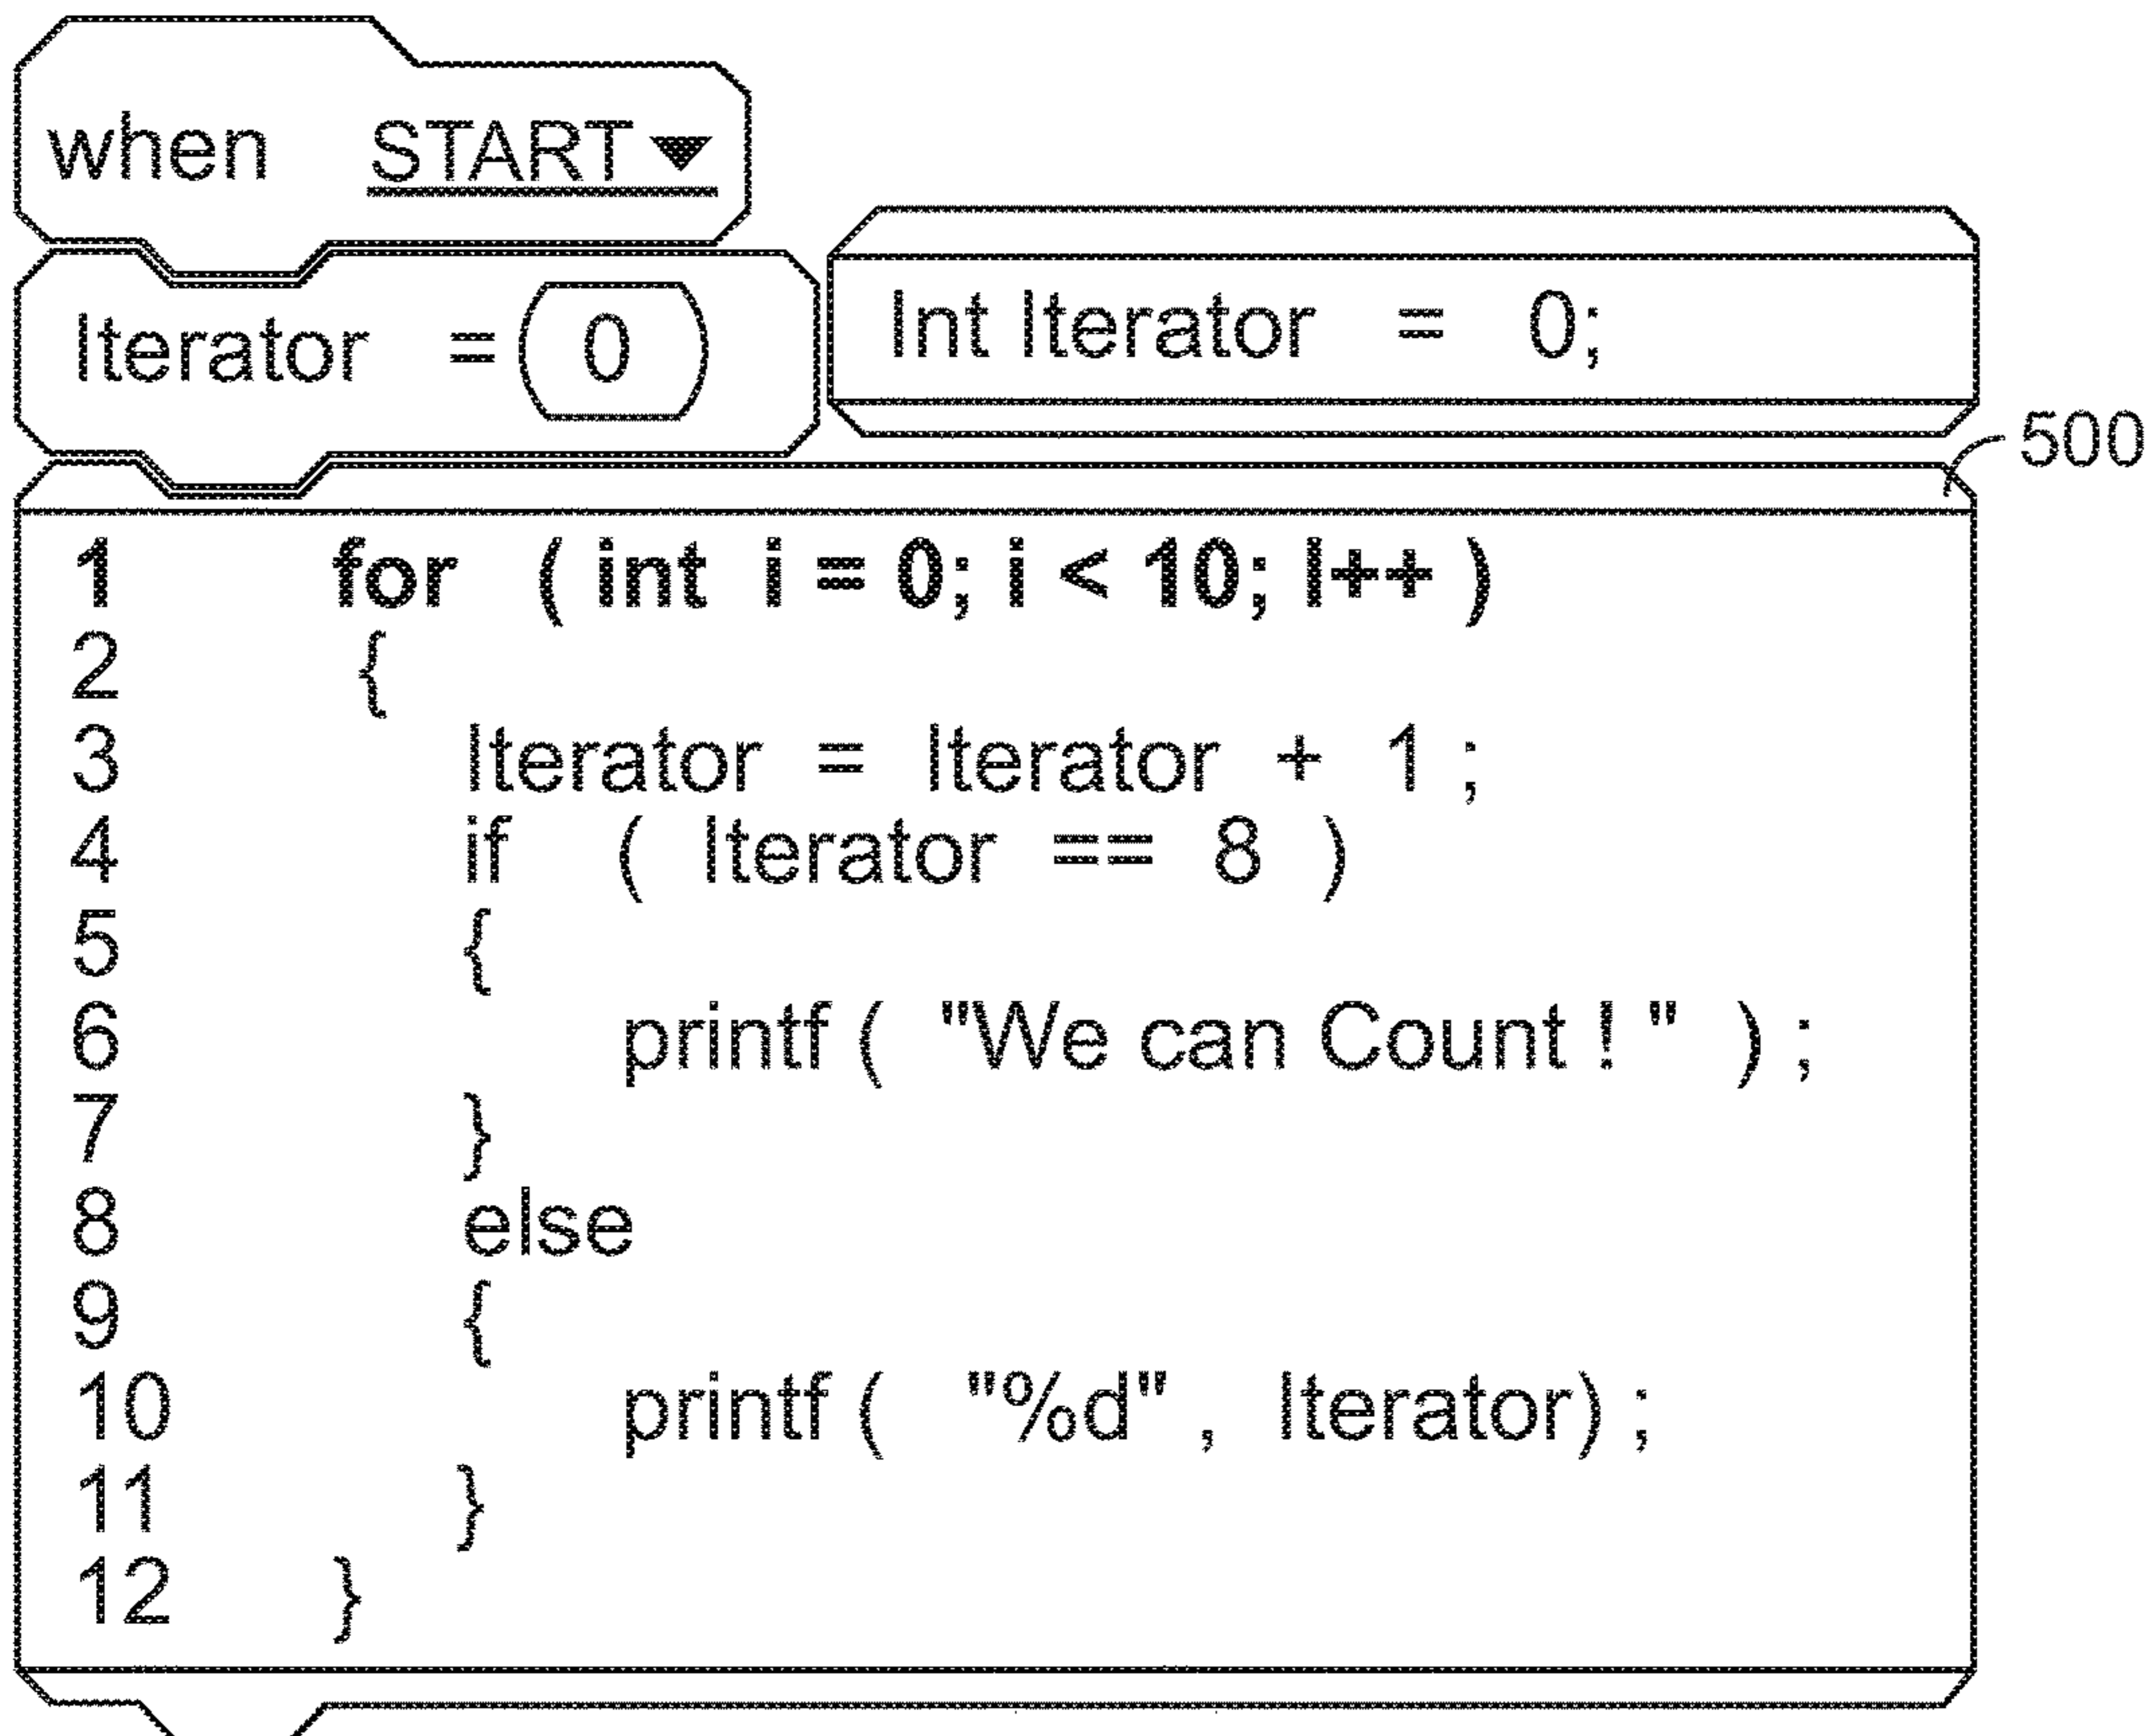 when START
Iterator = 0
Int Iterator = 0;
500
1 for ( int i = 0; i < 10; I++ )
2 {
3 Iterator = Iterator + 1 ;
4 if ( Iterator == 8 )
5 {
6 printf ( "We can Count ! " ) ;
7 }
8 else
9 {
10 printf ( "%d" , Iterator) ;
11 }
12 }